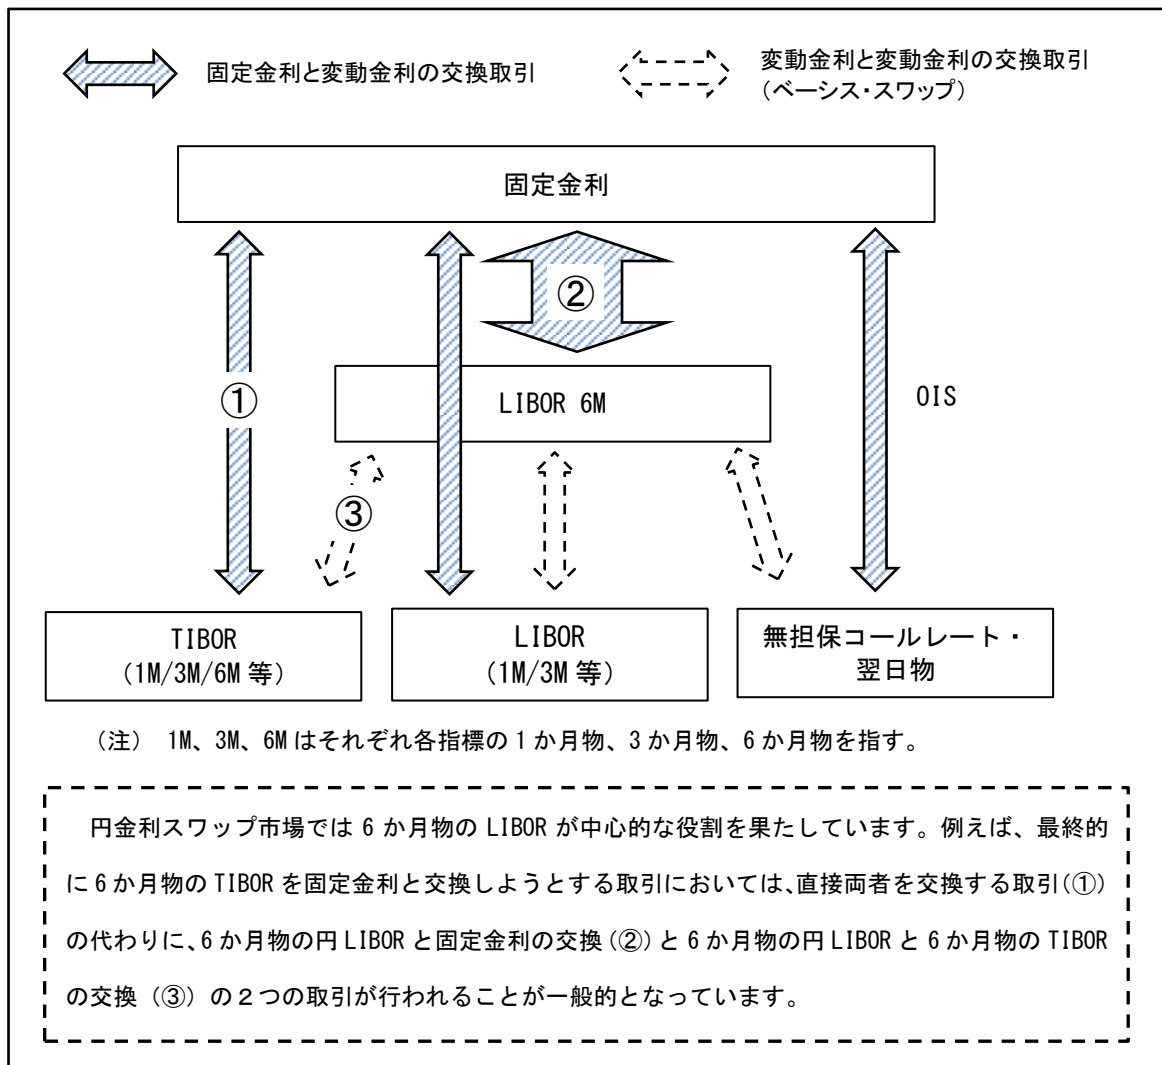 固定金利と変動金利の交換取引
変動金利と変動金利の交換取引
（ベーシス・スワップ）
固定金利
①
②
LIBOR 6M
OIS
③
TIBOR
(1M/3M/6M 等)
LIBOR
(1M/3M 等)
無担保コールレート・
翌日物
（注） 1M、3M、6M はそれぞれ各指標の 1 か月物、3 か月物、6 か月物を指す。
円金利スワップ市場では 6 か月物の LIBOR が中心的な役割を果たしています。例えば、最終的
に 6 か月物の TIBOR を固定金利と交換しようとする取引においては、直接両者を交換する取引（①）
の代わりに、6 か月物の円 LIBOR と固定金利の交換（②）と 6 か月物の円 LIBOR と 6 か月物の TIBOR
の交換（③）の２つの取引が行われることが一般的となっています。